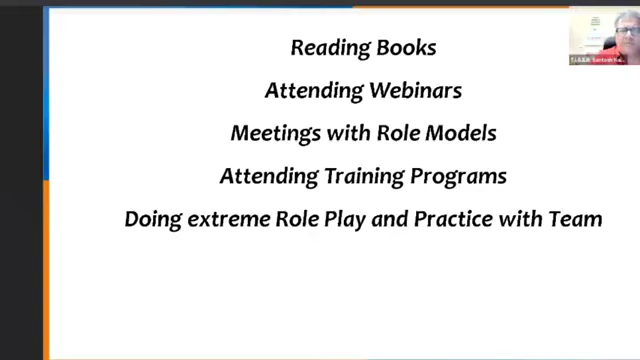 Reading Books
Attending Webinars
Meetings with Role Models
Attending Training Programs
Doing extreme Role Play and Practice with Team